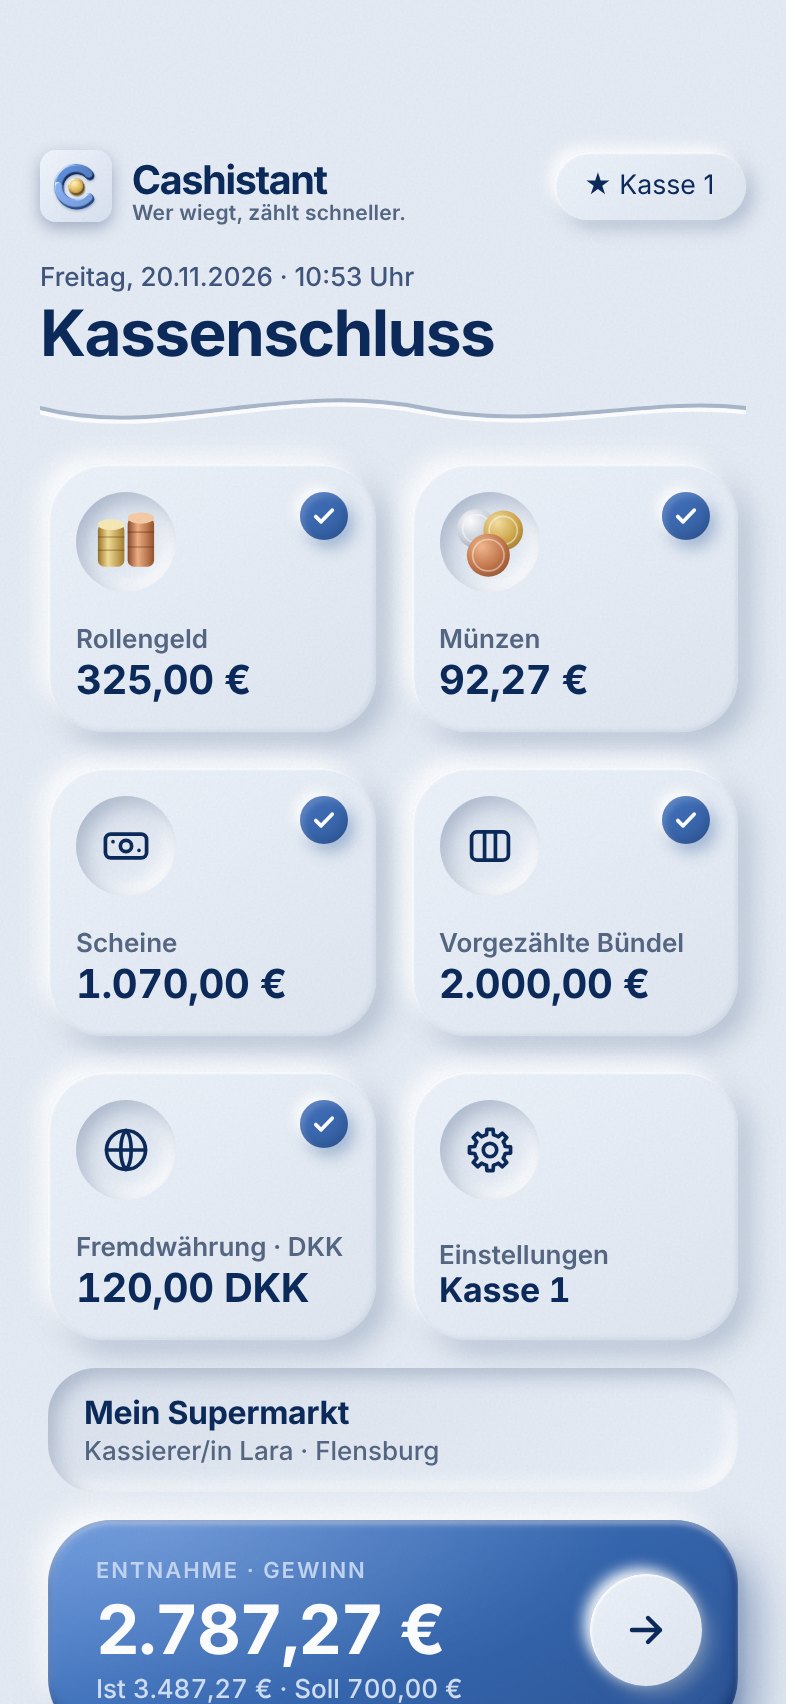 Cashistant
Wer wiegt, zählt schneller.
★ Kasse 1
Freitag, 20.11.2026 · 10:53 Uhr
Kassenschluss
Rollengeld
325,00 €
Münzen
92,27 €
Scheine
1.070,00 €
Vorgezählte Bündel
2.000,00 €
Fremdwährung · DKK
120,00 DKK
Einstellungen
Kasse 1
Mein Supermarkt
Kassierer/in Lara · Flensburg
ENTNAHME · GEWINN
2.787,27 €
Ist 3.487,27 € · Soll 700,00 €